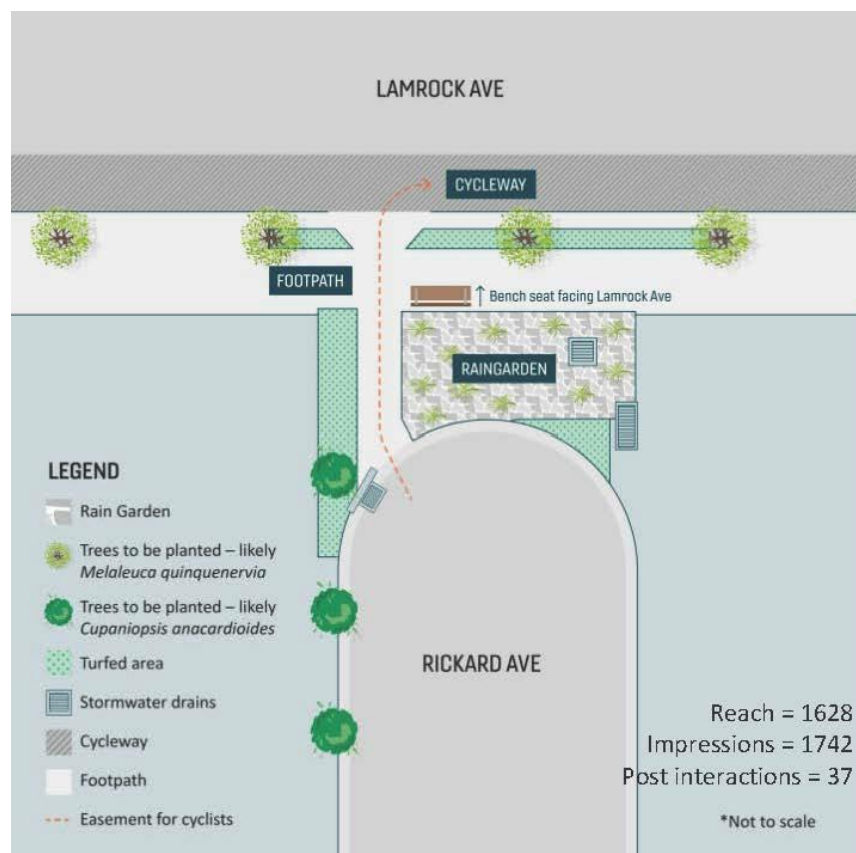 LAMROCK AVE
CYCLEWAY
FOOTPATH
Bench seat facing Lamrock Ave
RAINGARDEN
LEGEND
Rain Garden
Trees to be planted – likely
Melaleuca quinquenervia
Trees to be planted – likely
Cupaniopsis anacardioides
Turfed area
Stormwater drains
Cycleway
Footpath
Easement for cyclists
RICKARD AVE
Reach = 1628
Impressions = 1742
Post interactions = 37
*Not to scale